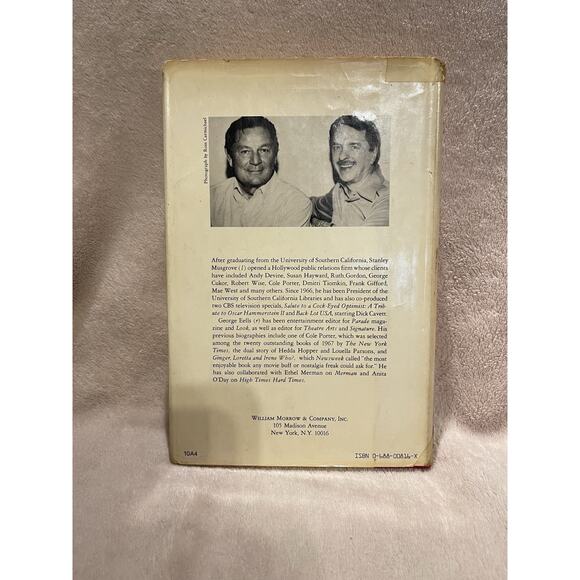 Photograph by Russ Carmichael
After graduating from the University of Southern California, Stanley
Musgrove (l) opened a Hollywood public relations firm whose clients
have included Andy Devine, Susan Hayward, Ruth Gordon, George
Cukor, Robert Wise, Cole Porter, Dmitri Tiomkin, Frank Gifford,
Mae West and many others. Since 1966, he has been President of the
University of Southern California Libraries and has also co-produced
two CBS television specials, Salute to a Cock-Eyed Optimist: A Trib-
ute to Oscar Hammerstein II and Back Lot USA, starring Dick Cavett.
George Eells (r) has been entertainment editor for Parade maga-
zine and Look, as well as editor for Theatre Arts and Signature. His
previous biographies include one of Cole Porter, which was selected
among the twenty outstanding books of 1967 by The New York
Times, the dual story of Hedda Hopper and Louella Parsons, and
Ginger, Loretta and Irene Who?, which Newsweek called "the most
enjoyable book any movie buff or nostalgia freak could ask for." He
has also collaborated with Ethel Merman on Merman and Anita
O'Day on High Times Hard Times.
WILLIAM MORROW & COMPANY, INC.
105 Madison Avenue
New York, N.Y. 10016
10A4
ISBN 0-688-00816-X